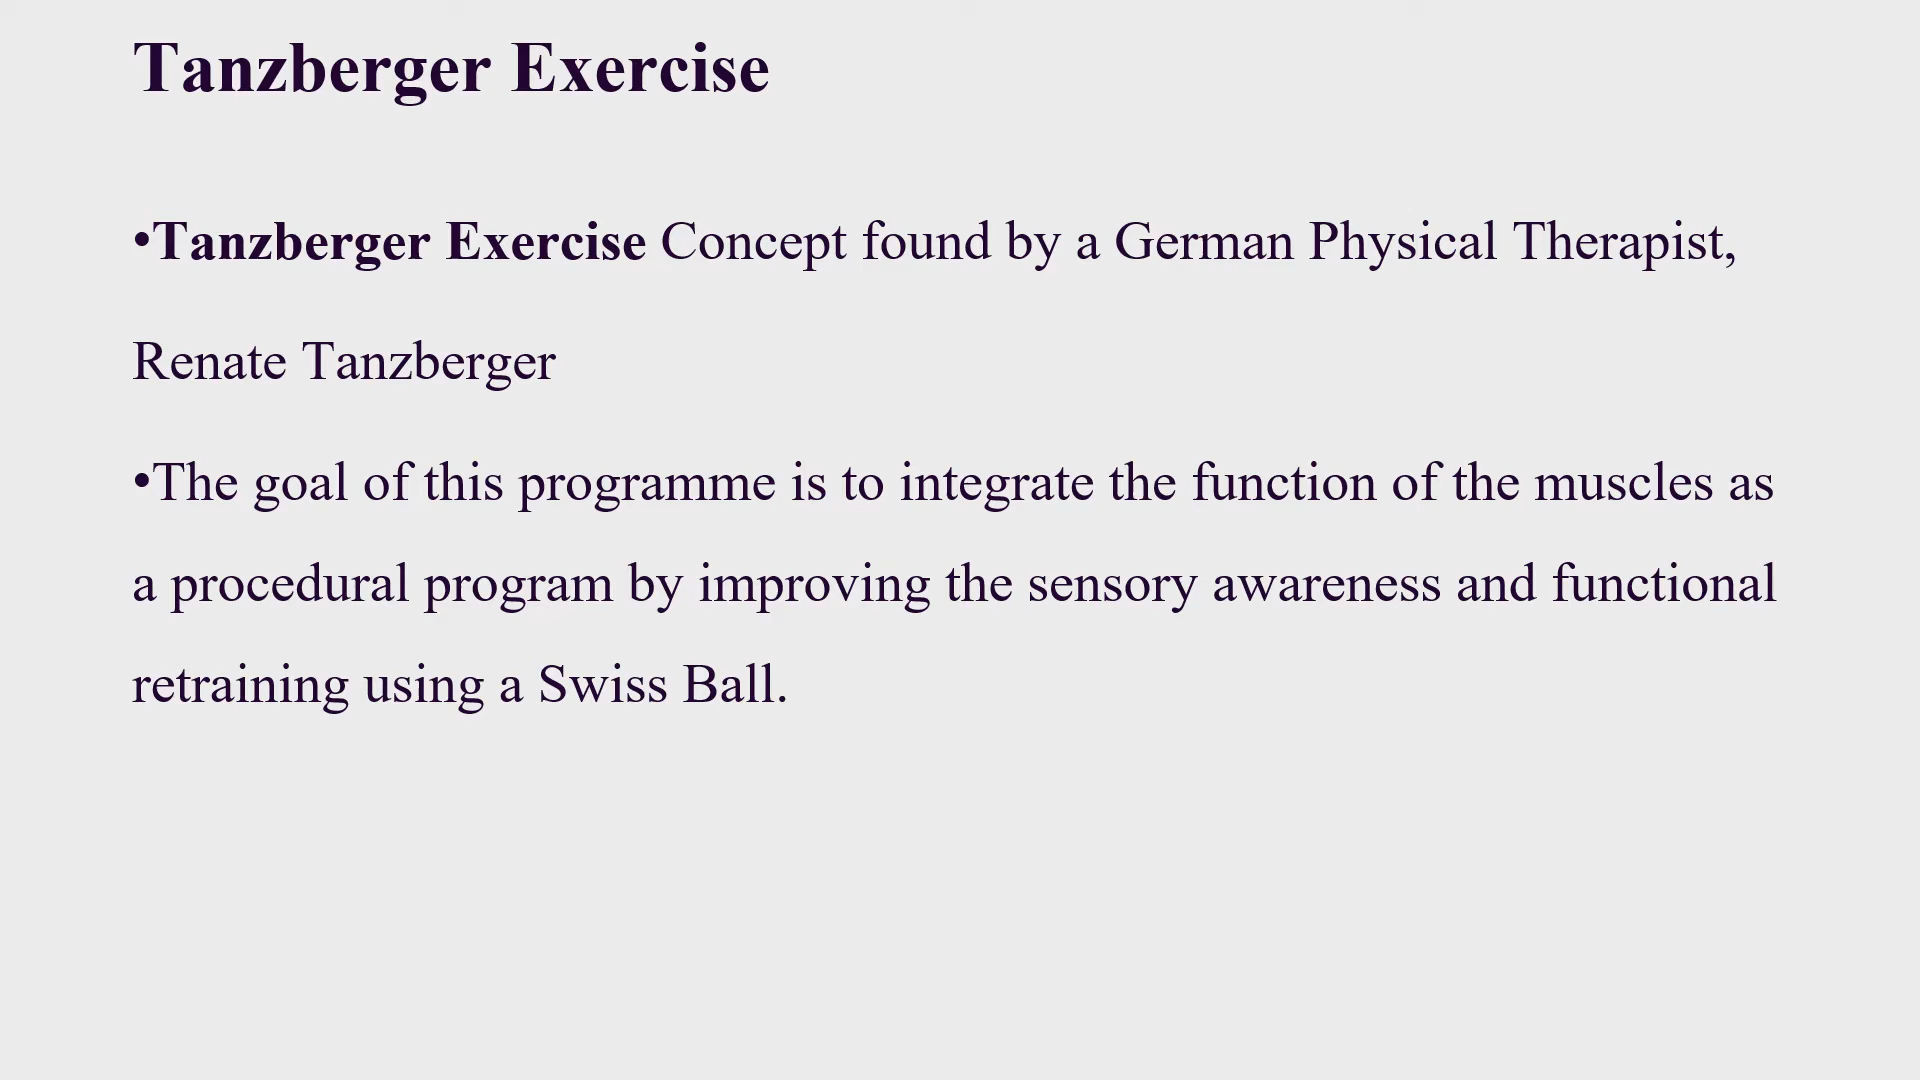 Tanzberger Exercise
•Tanzberger Exercise Concept found by a German Physical Therapist,
Renate Tanzberger
•The goal of this programme is to integrate the function of the muscles as
a procedural program by improving the sensory awareness and functional
retraining using a Swiss Ball.